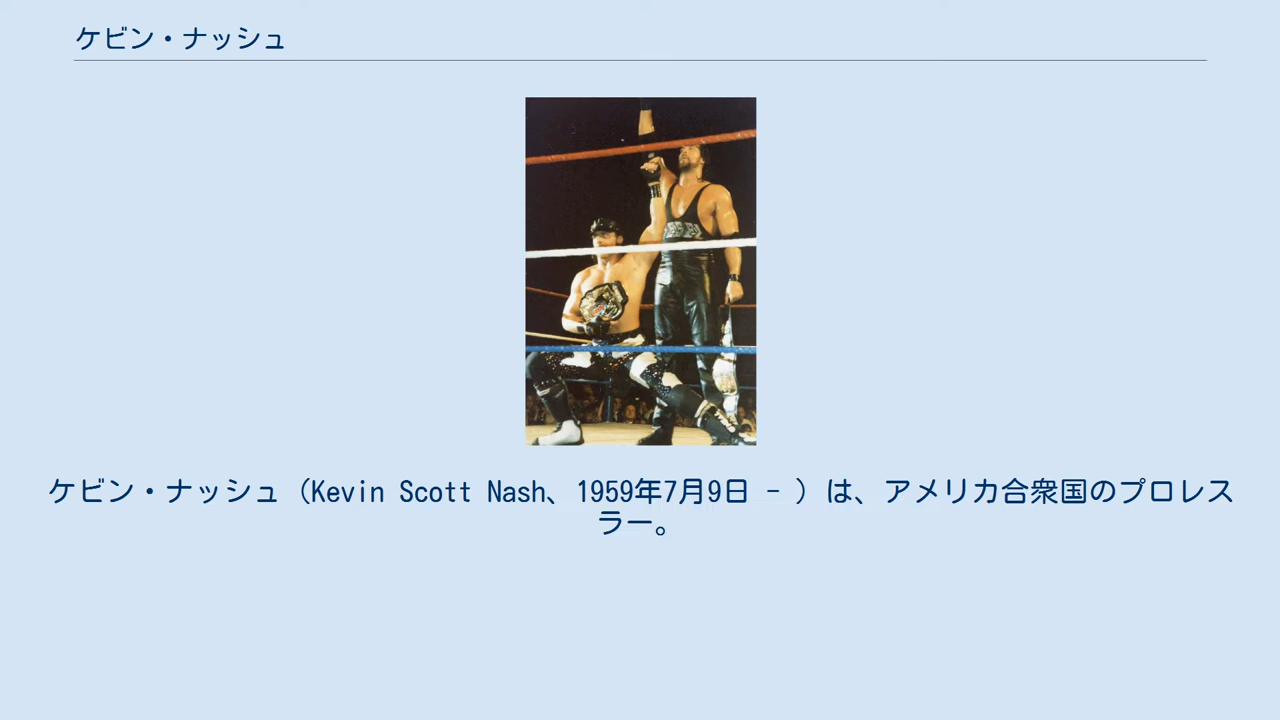 ケビン・ナッシュ
ケビン・ナッシュ（Kevin Scott Nash、1959年7月9日 - ）は、アメリカ合衆国のプロレス
ラー。